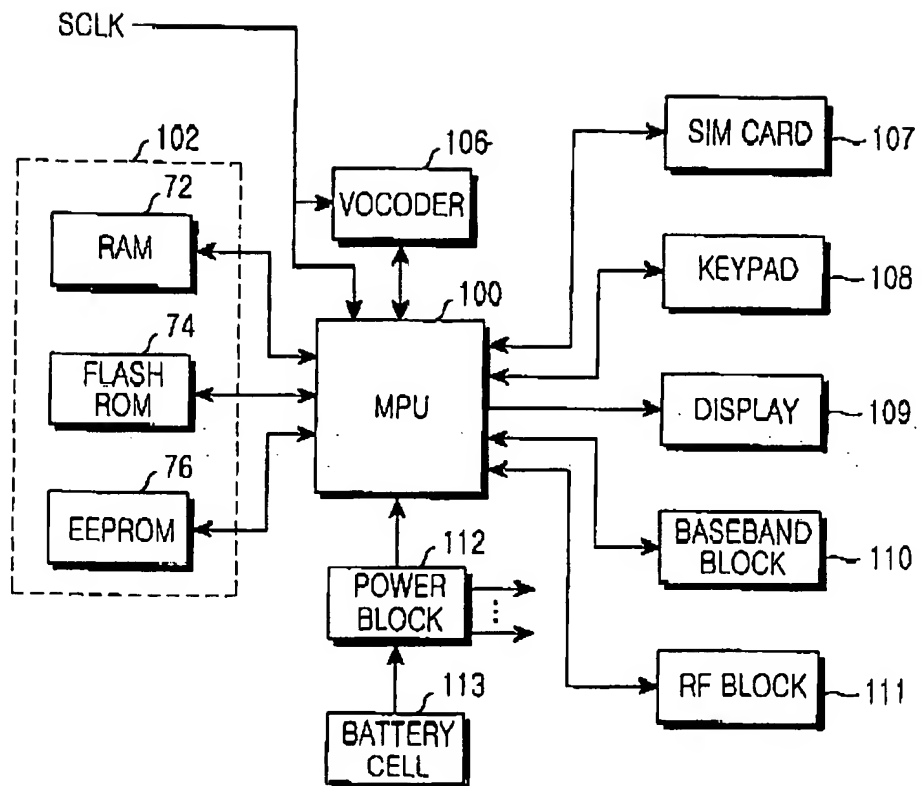 SCLK
102
72
RAM
74
FLASH
ROM
76
EEPROM
106
VOCODER
100
MPU
112
POWER
BLOCK
113
BATTERY
CELL
SIM CARD
107
KEYPAD
108
DISPLAY
109
BASEBAND
BLOCK
110
RF BLOCK
111